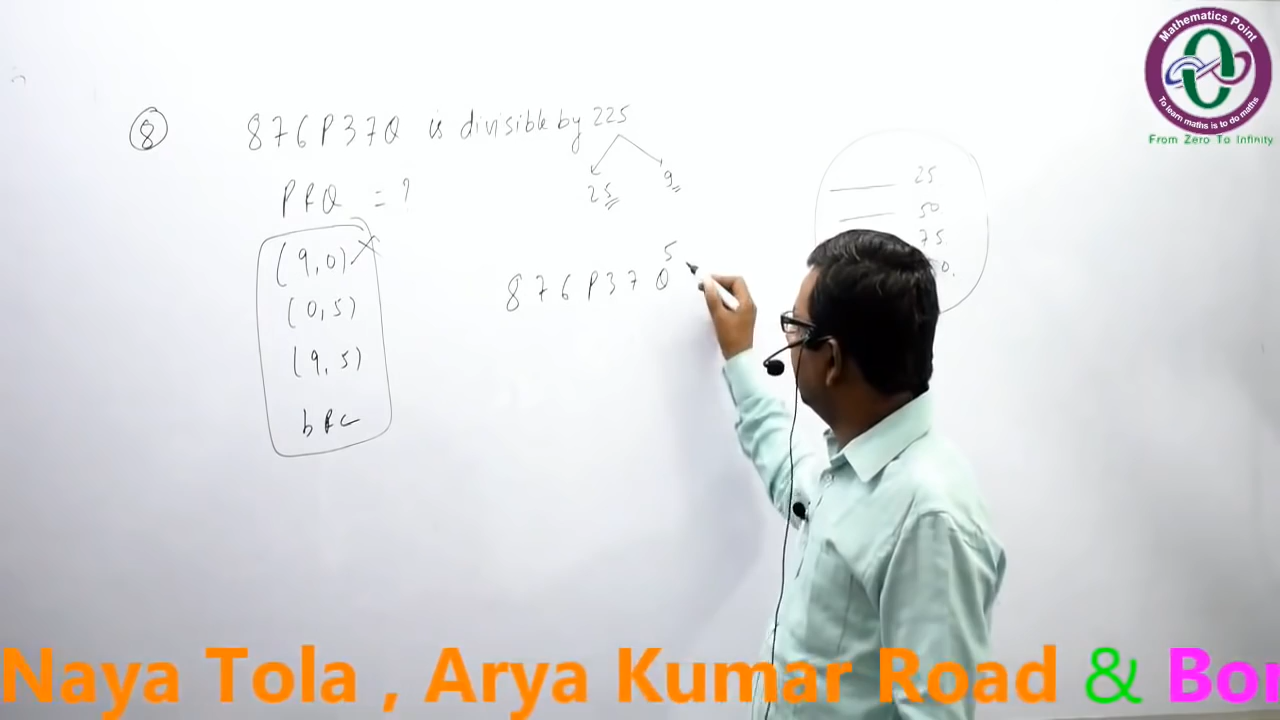 8 876P37Q is divisible by 225
25 9
P & Q = ?
(9,0)
(0,5)
(9,5)
b & c
5
876P37Q
25
50
75
0.
Mathematics Point
To learn maths is to do maths
From Zero To Infinity
Naya Tola , Arya Kumar Road & Bor